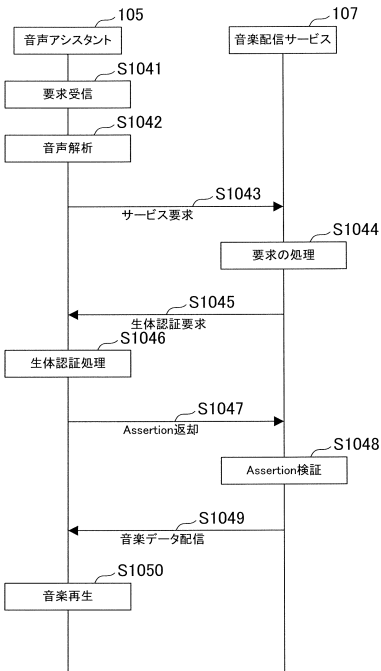 105
107
音声アシスタント
音楽配信サービス
S1041
要求受信
S1042
音声解析
S1043
サービス要求
S1044
要求の処理
S1045
生体認証要求
S1046
生体認証処理
S1047
Assertion返却
S1048
Assertion検証
S1049
音楽データ配信
S1050
音楽再生